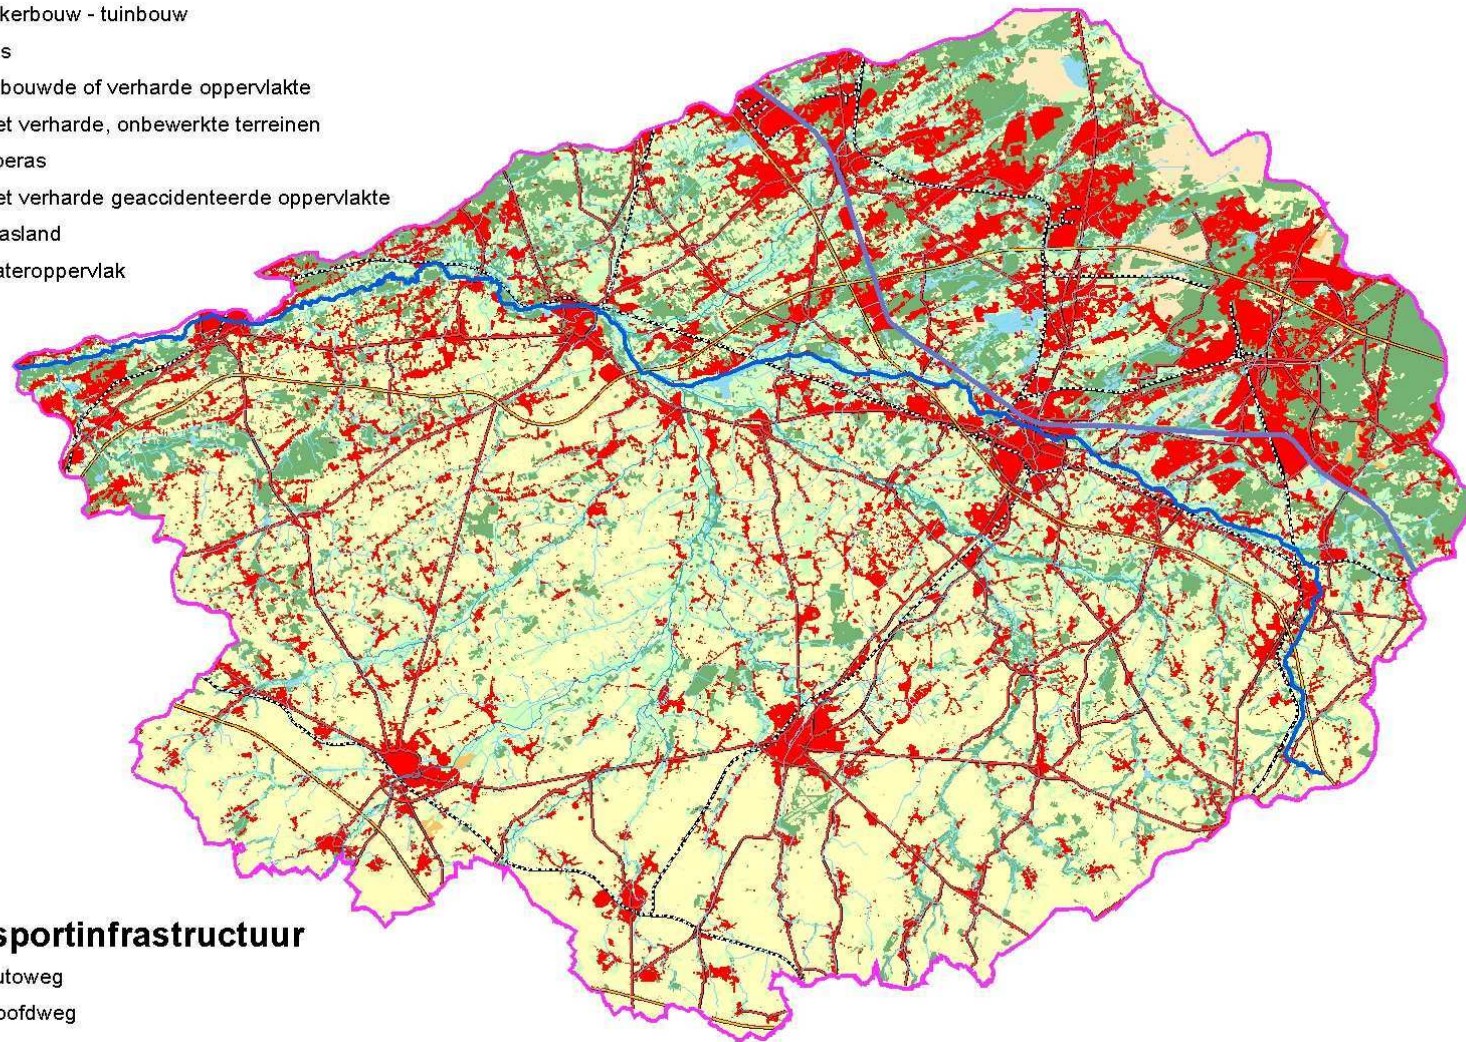 kerbouw - tuinbouw
s
bouwde of verharde oppervlakte
et verharde, onbewerkte terreinen
oeras
et verharde geaccidenteerde oppervlakte
asland
ateroppervlak
sportinfrastructuur
utoweg
oofdweg